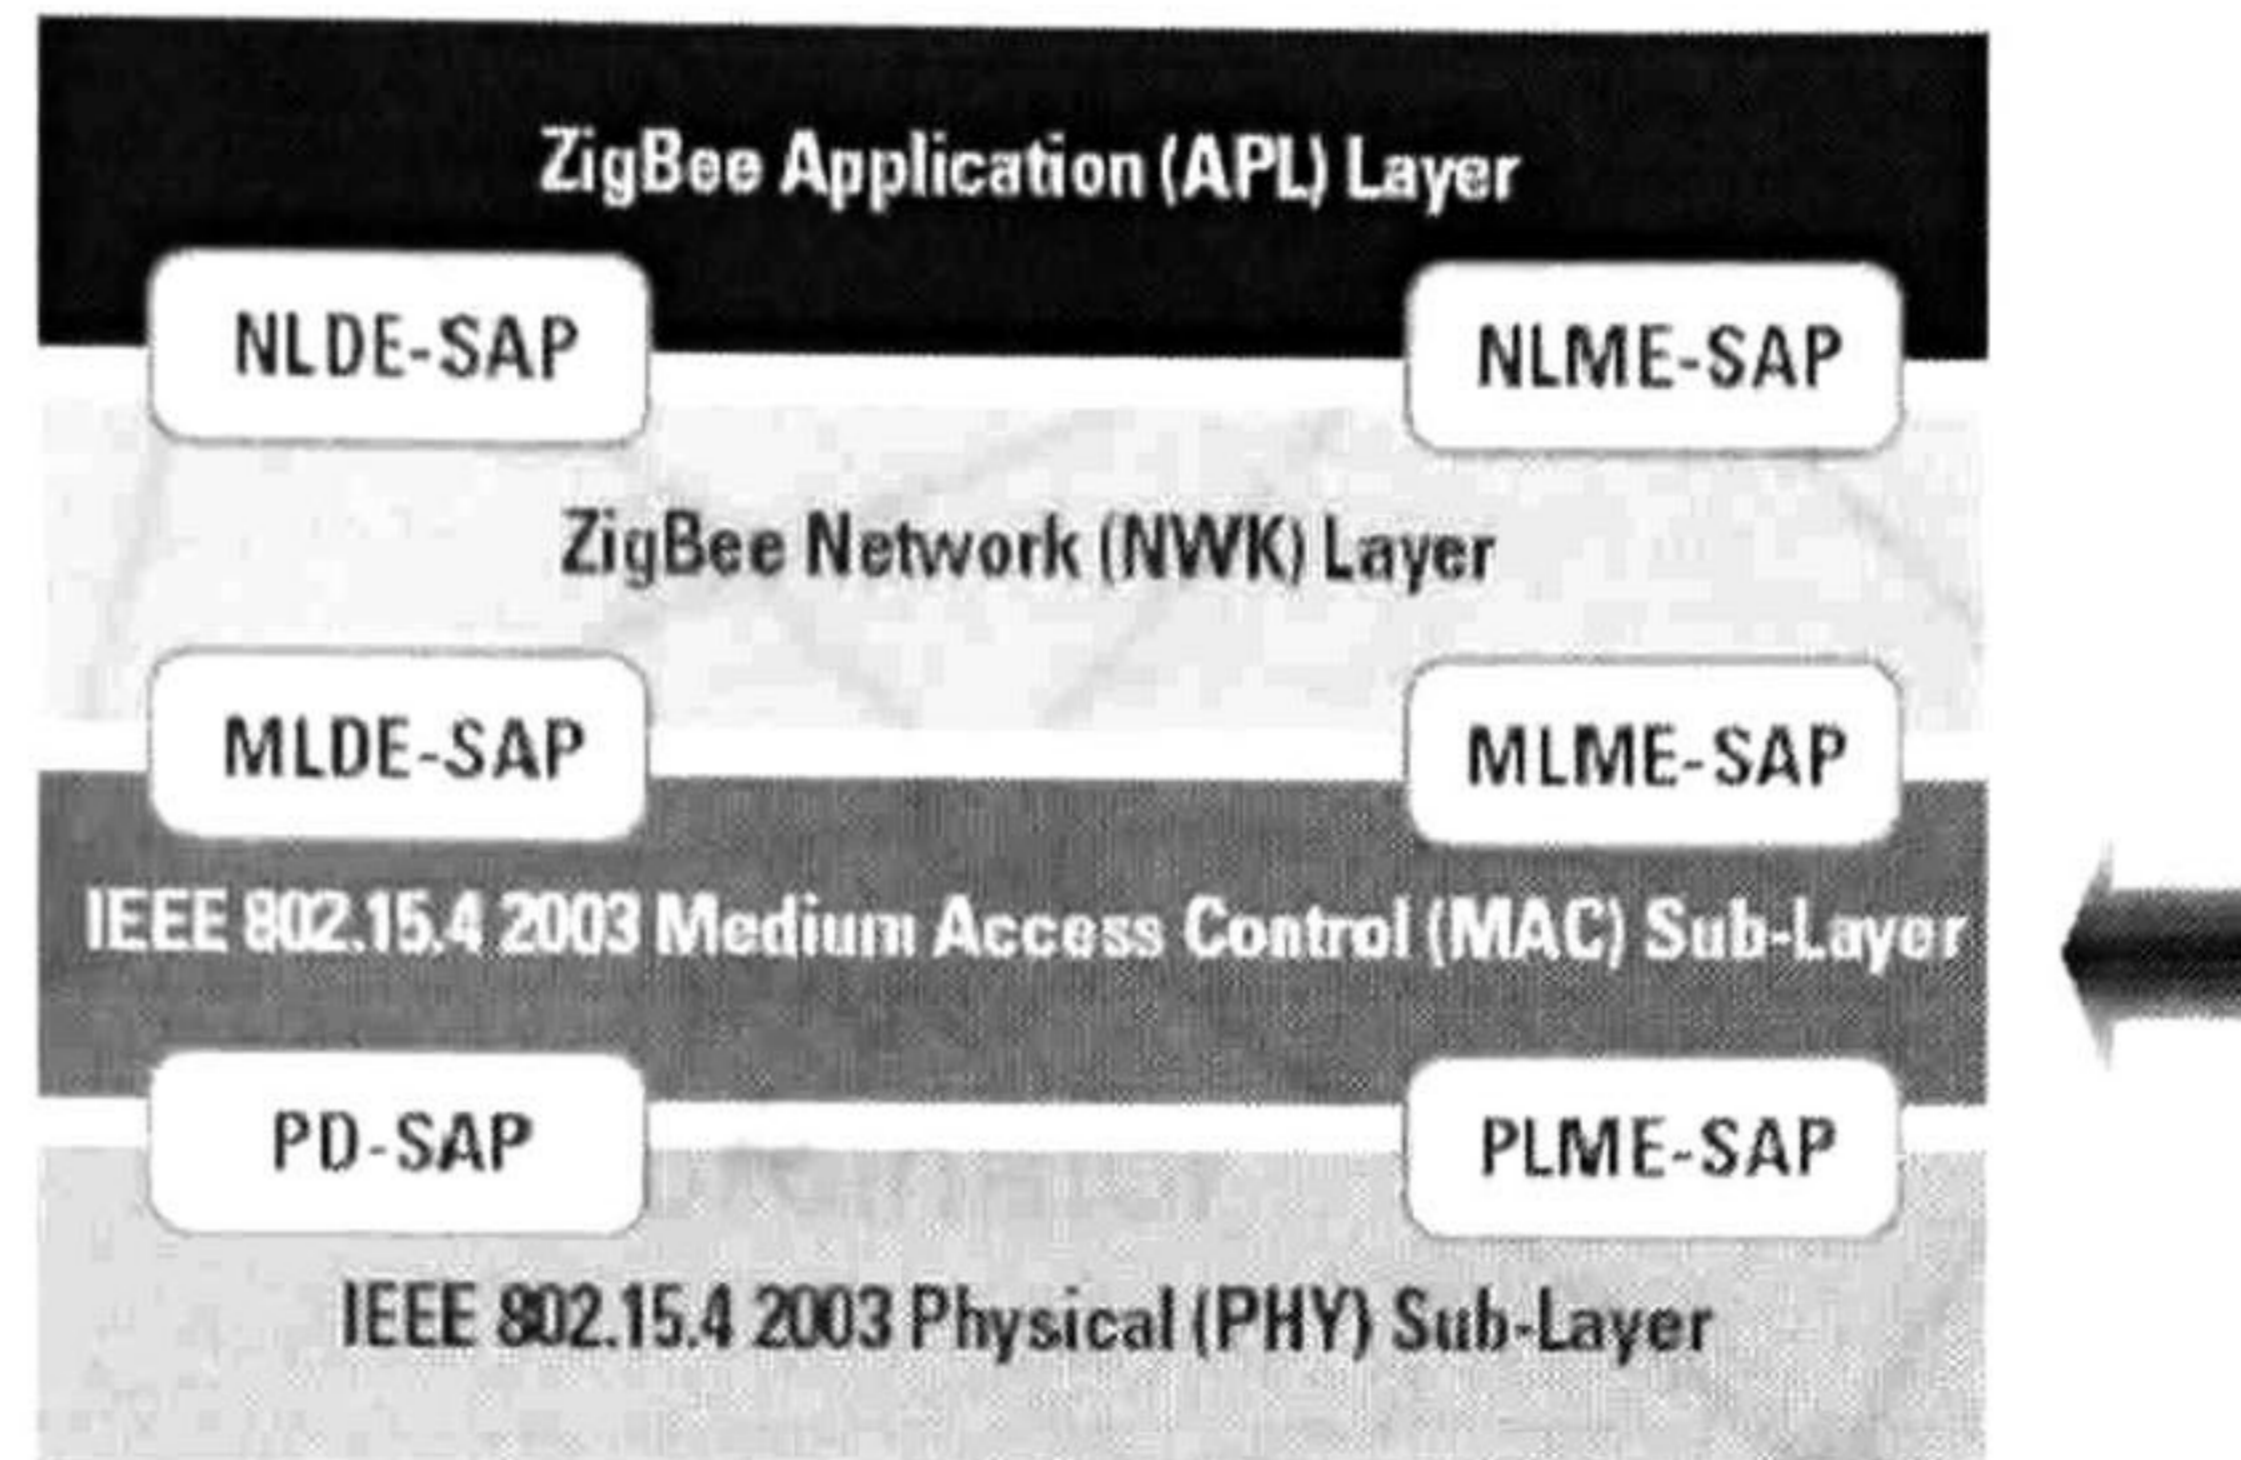 ZigBee Application (APL) Layer
NLDE-SAP
NLME-SAP
ZigBee Network (NWK) Layer
MLDE-SAP
MLME-SAP
IEEE 802.15.4 2003 Medium Access Control (MAC) Sub-Layer
PD-SAP
PLME-SAP
IEEE 802.15.4 2003 Physical (PHY) Sub-Layer